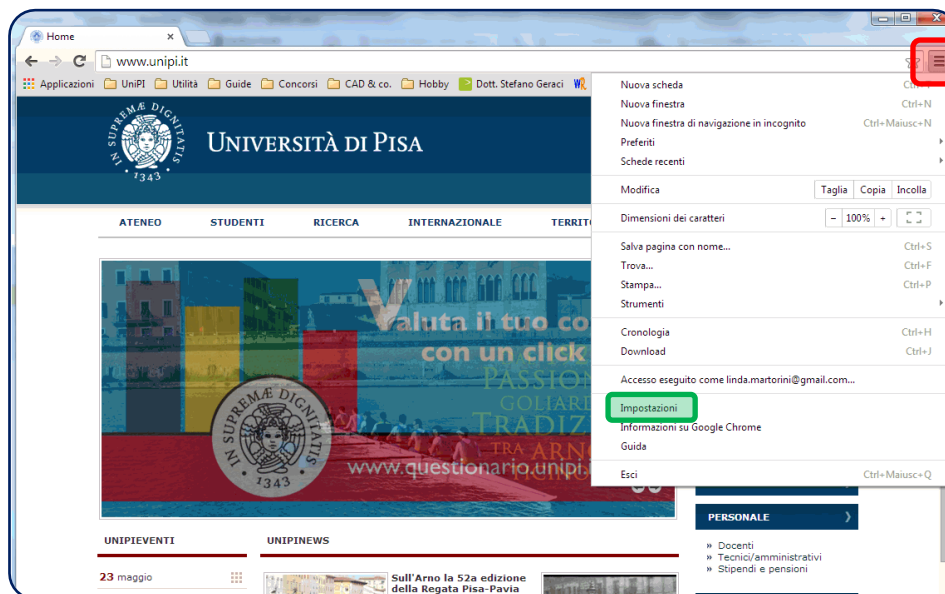 Home
www.unipi.it
Applicazioni UniPI Utilità Guide Concorsi CAD & co. Hobby Dott. Stefano Geraci
IN SUPREMÆ DIGNITATIS
1343
UNIVERSITÀ DI PISA
ATENEO STUDENTI RICERCA INTERNAZIONALE
Nuova scheda
Nuova finestra Ctrl+N
Nuova finestra di navigazione in incognito Ctrl+Maiusc+N
Preferiti
Schede recenti
Modifica Taglia Copia Incolla
Dimensioni dei caratteri - 100% +
Salva pagina con nome... Ctrl+S
Trova... Ctrl+F
Stampa... Ctrl+P
Strumenti
Cronologia Ctrl+H
Download Ctrl+J
Accesso eseguito come linda.martorini@gmail.com...
Impostazioni
Informazioni su Google Chrome
Guida
Esci Ctrl+Maiusc+Q
Valuta il tuo co
con un click
PASSION
GOLIARD
TRADIZ
TRA ARN
www.questionario.unipi.i
IN SUPREMÆ DIGNITATIS
1343
PERSONALE
» Docenti
» Tecnici/amministrativi
» Stipendi e pensioni
UNIPIEVENTI UNIPINEWS
23 maggio
Sull'Arno la 52a edizione
della Regata Pisa-Pavia